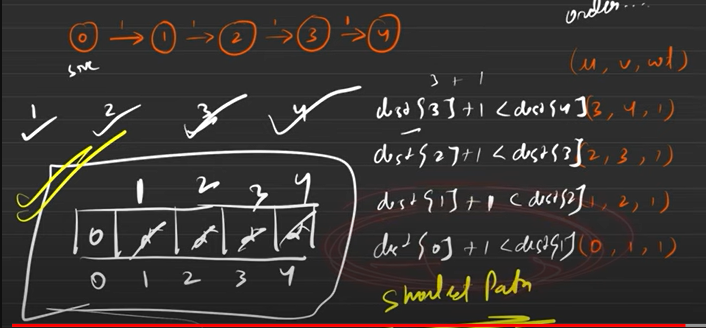 order...
1 1 1 1
0 → 1 → 2 → 3 → 4
src
(u, v, wt)
1 2 3 4
3 + 1
dist[3] + 1 < dist[4] (3, 4, 1)
dist[2] + 1 < dist[3] (2, 3, 1)
dist[1] + 1 < dist[2] (1, 2, 1)
dist[0] + 1 < dist[1] (0, 1, 1)
1 2 3 4
0
0 1 2 3 4
Shortest Path